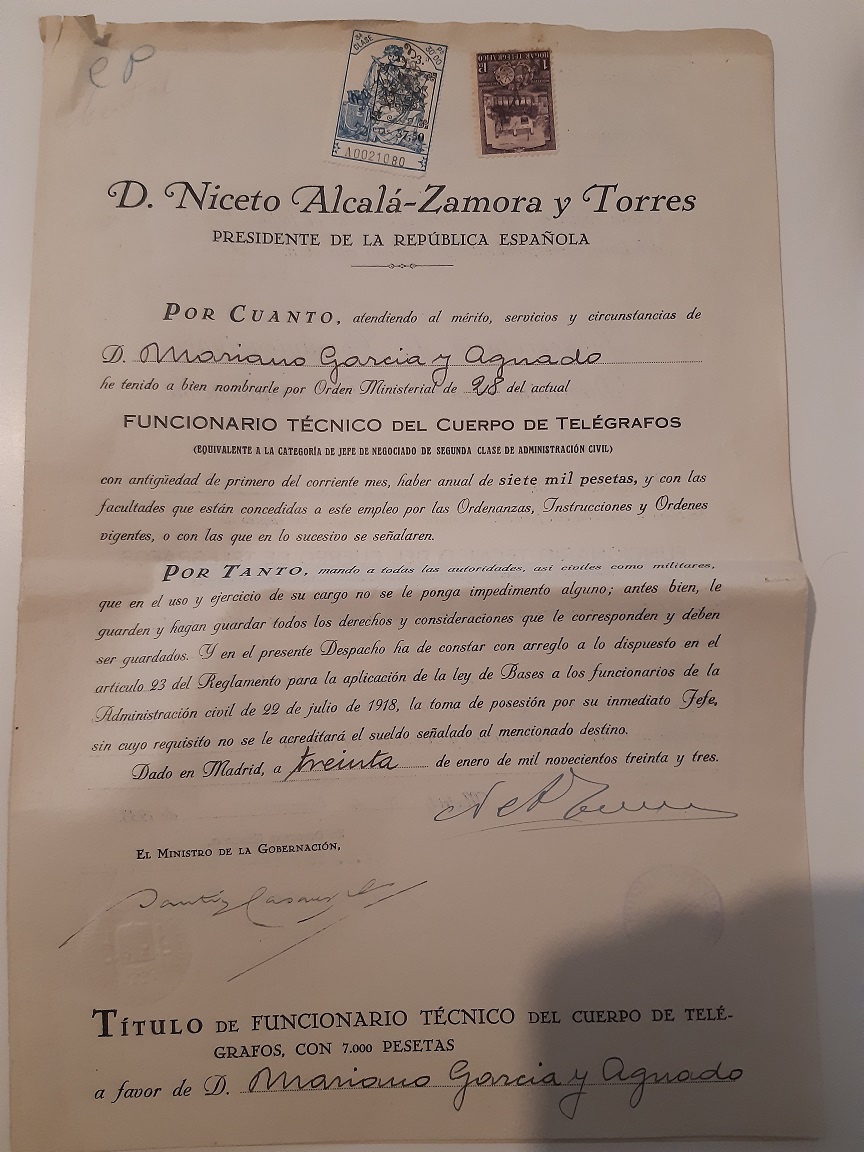 e P
3ª CLASE
37,50
A0021080
1 P
HOGAR TELEGRAFICO
D. Niceto Alcalá-Zamora y Torres
PRESIDENTE DE LA REPÚBLICA ESPAÑOLA
POR CUANTO, atendiendo al mérito, servicios y circunstancias de
D. Mariano Garcia y Aguado
he tenido a bien nombrarle por Orden Ministerial de 28 del actual
FUNCIONARIO TÉCNICO DEL CUERPO DE TELÉGRAFOS
(EQUIVALENTE A LA CATEGORÍA DE JEFE DE NEGOCIADO DE SEGUNDA CLASE DE ADMINISTRACIÓN CIVIL)
con antigüedad de primero del corriente mes, haber anual de siete mil pesetas, y con las
facultades que están concedidas a este empleo por las Ordenanzas, Instrucciones y Ordenes
vigentes, o con las que en lo sucesivo se señalaren.
POR TANTO, mando a todas las autoridades, así civiles como militares,
que en el uso y ejercicio de su cargo no se le ponga impedimento alguno; antes bien, le
guarden y hagan guardar todos los derechos y consideraciones que le corresponden y deben
ser guardados. Y en el presente Despacho ha de constar con arreglo a lo dispuesto en el
artículo 23 del Reglamento para la aplicación de la ley de Bases a los funcionarios de la
Administración civil de 22 de julio de 1918, la toma de posesión por su inmediato Jefe,
sin cuyo requisito no se le acreditará el sueldo señalado al mencionado destino.
Dado en Madrid, a treinta de enero de mil novecientos treinta y tres.
EL MINISTRO DE LA GOBERNACIÓN,
TÍTULO DE FUNCIONARIO TÉCNICO DEL CUERPO DE TELÉ-
GRAFOS, CON 7.000 PESETAS
a favor de D. Mariano Garcia y Aguado